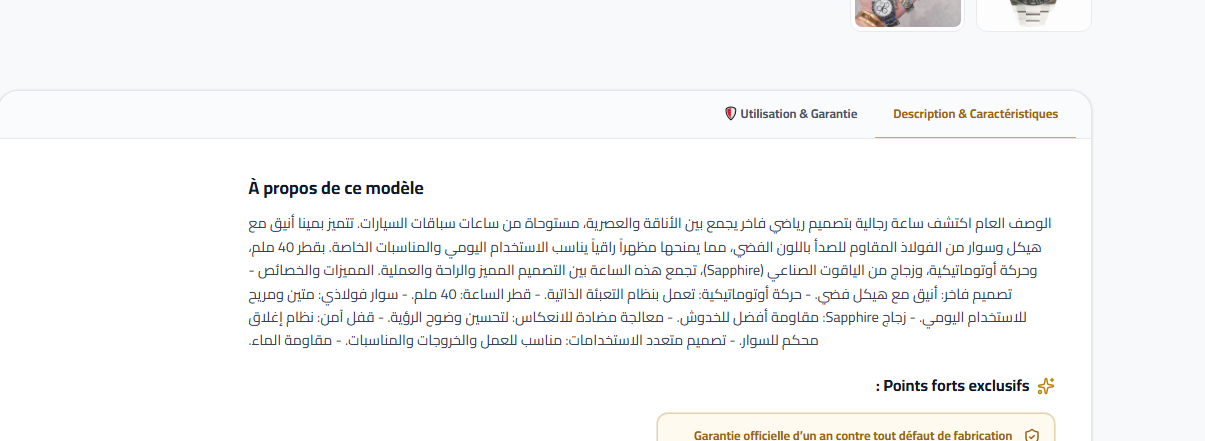 Description & Caractéristiques
Utilisation & Garantie
À propos de ce modèle
الوصف العام اكتشف ساعة رجالية بتصميم رياضي فاخر يجمع بين الأناقة والعصرية، مستوحاة من ساعات سباقات السيارات. تتميز بمينا أنيق مع
هيكل وسوار من الفولاذ المقاوم للصدأ باللون الفضي، مما يمنحها مظهراً راقياً يناسب الاستخدام اليومي والمناسبات الخاصة. بقطر 40 ملم،
وحركة أوتوماتيكية، وزجاج من الياقوت الصناعي (Sapphire)، تجمع هذه الساعة بين التصميم المميز والراحة والعملية. المميزات والخصائص -
تصميم فاخر: أنيق مع هيكل فضي. - حركة أوتوماتيكية: تعمل بنظام التعبئة الذاتية. - قطر الساعة: 40 ملم. - سوار فولاذي: متين ومريح
للاستخدام اليومي. - زجاج Sapphire: مقاومة أفضل للخدوش. - معالجة مضادة للانعكاس: لتحسين وضوح الرؤية. - قفل آمن: نظام إغلاق
محكم للسوار. - تصميم متعدد الاستخدامات: مناسب للعمل والخروجات والمناسبات. - مقاومة الماء.
Points forts exclusifs :
Garantie officielle d’un an contre tout défaut de fabrication